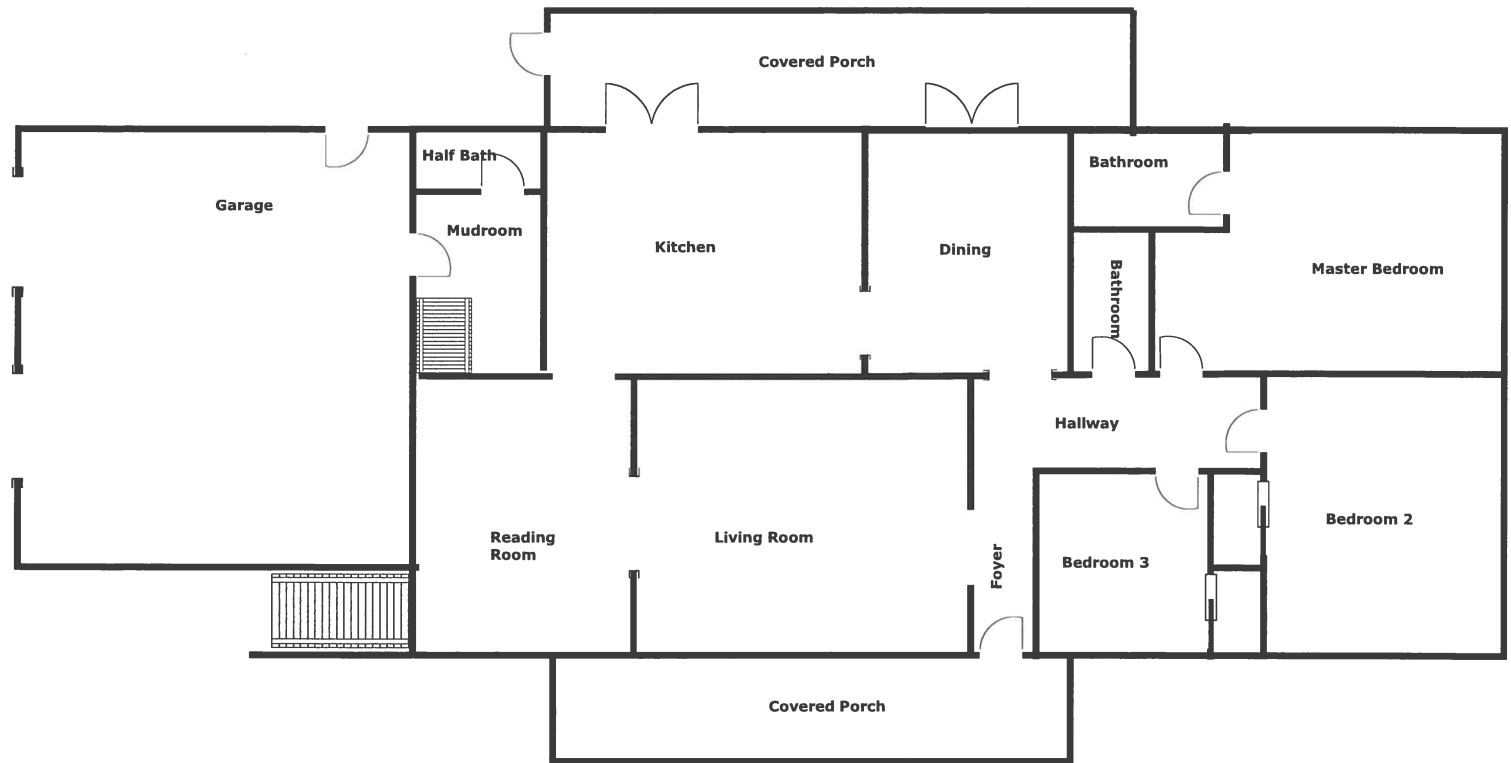 Covered Porch
Half Bath
Bathroom
Garage
Mudroom
Kitchen
Dining
Bathroom
Master Bedroom
Hallway
Reading
Room
Living Room
Foyer
Bedroom 3
Bedroom 2
Covered Porch